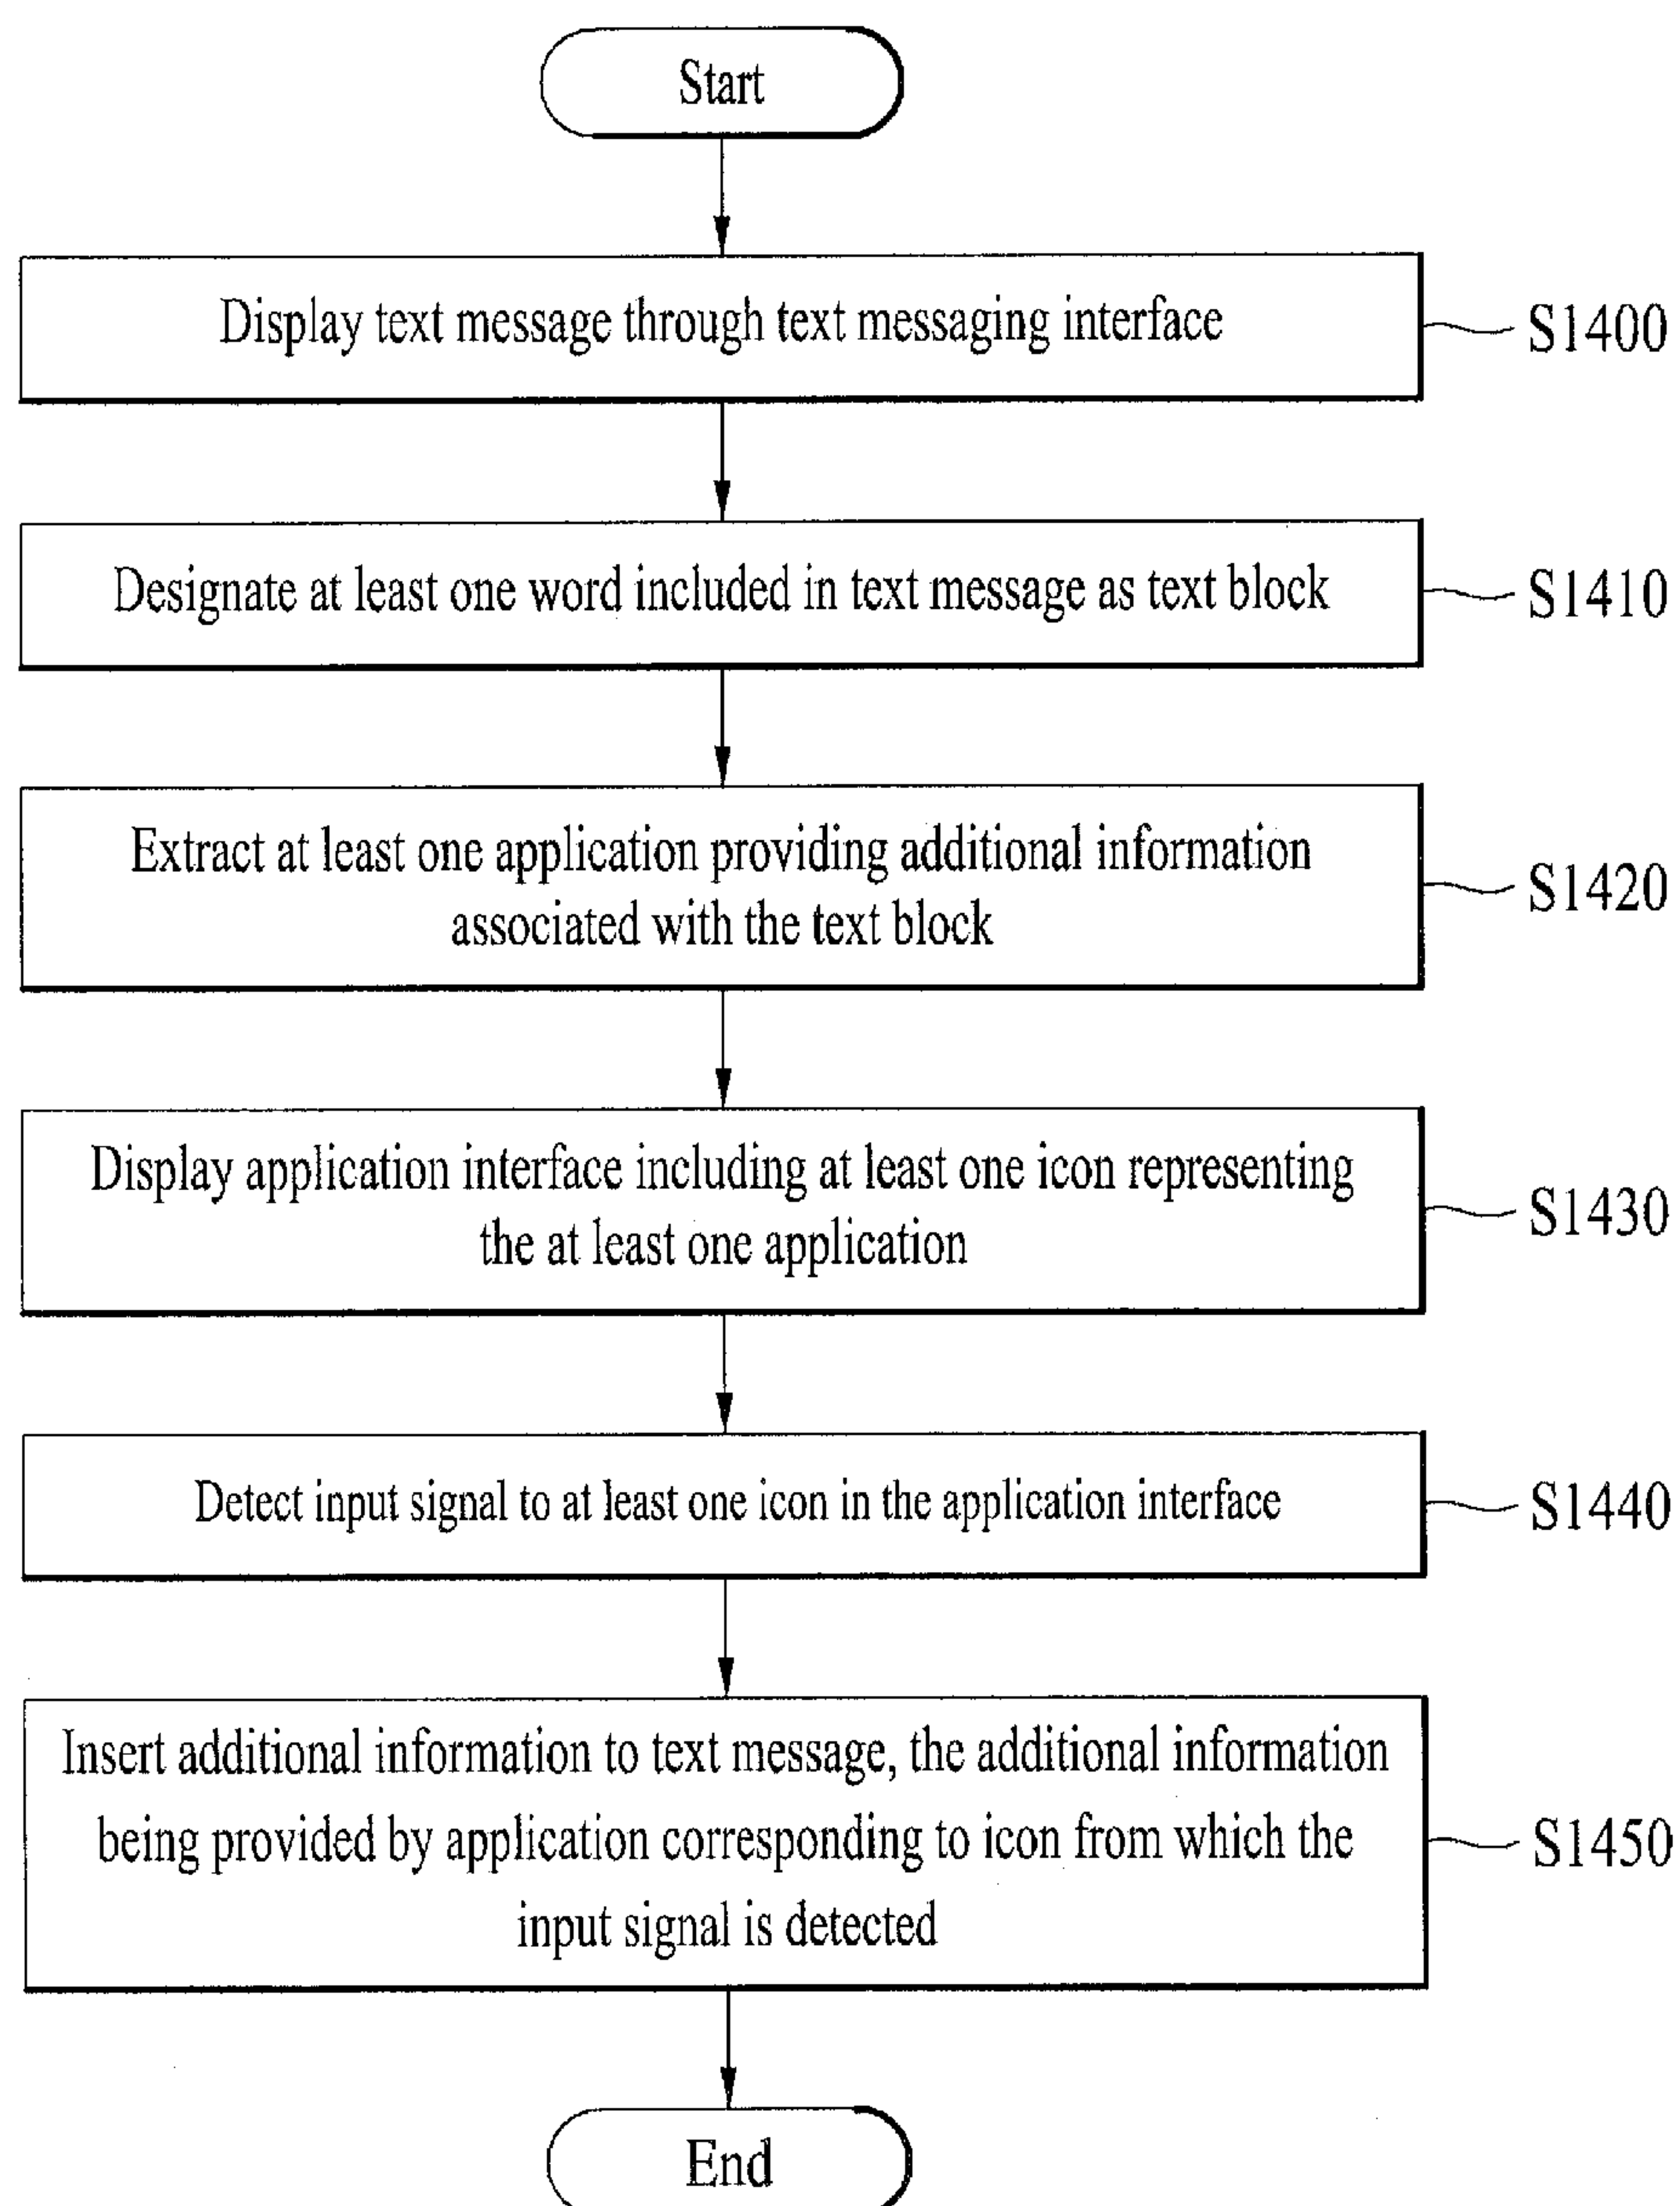 Start
Display text message through text messaging interface
S1400
Designate at least one word included in text message as text block
S1410
Extract at least one application providing additional information
associated with the text block
S1420
Display application interface including at least one icon representing
the at least one application
S1430
Detect input signal to at least one icon in the application interface
S1440
Insert additional information to text message, the additional information
being provided by application corresponding to icon from which the
input signal is detected
S1450
End